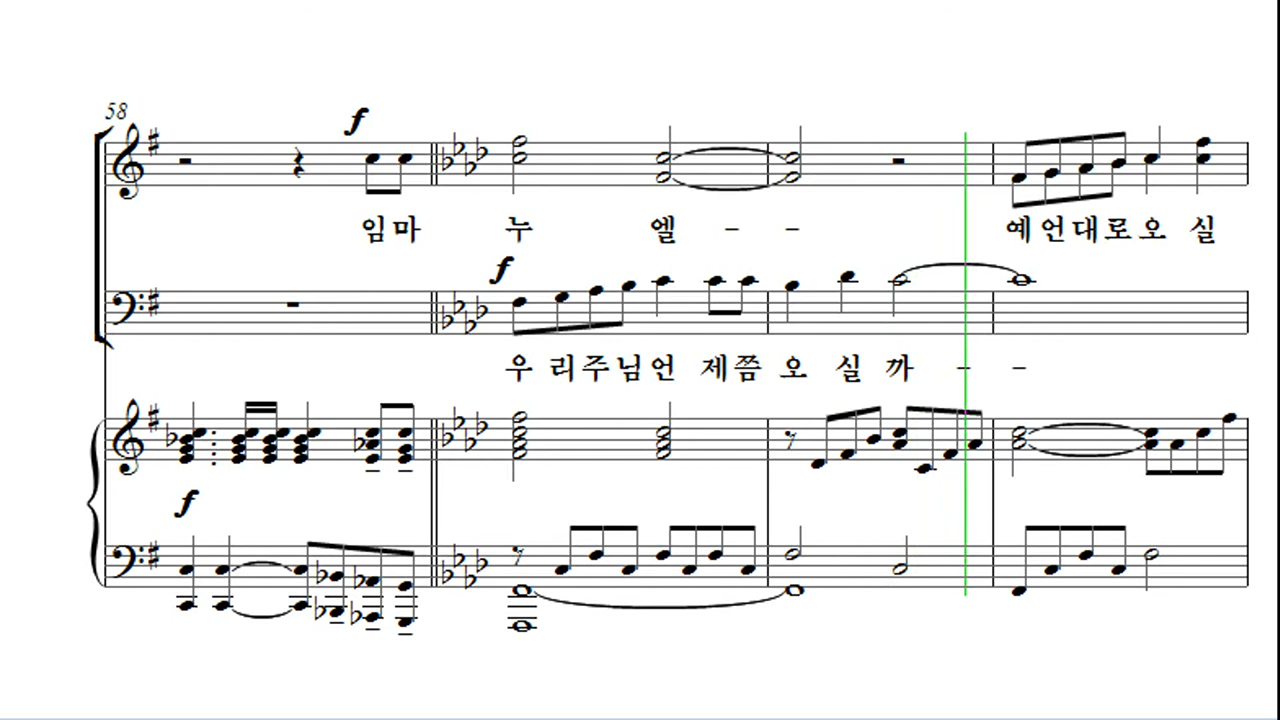 58
f
임마 누 엘 - - 예언대로오 실
f
우 리주님언 제쯤 오 실 까 - -
f